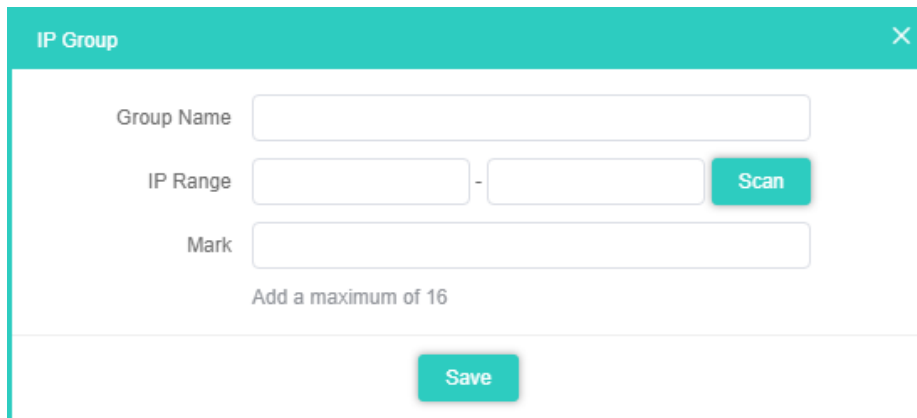 IP Group
Group Name
IP Range - Scan
Mark
Add a maximum of 16
Save